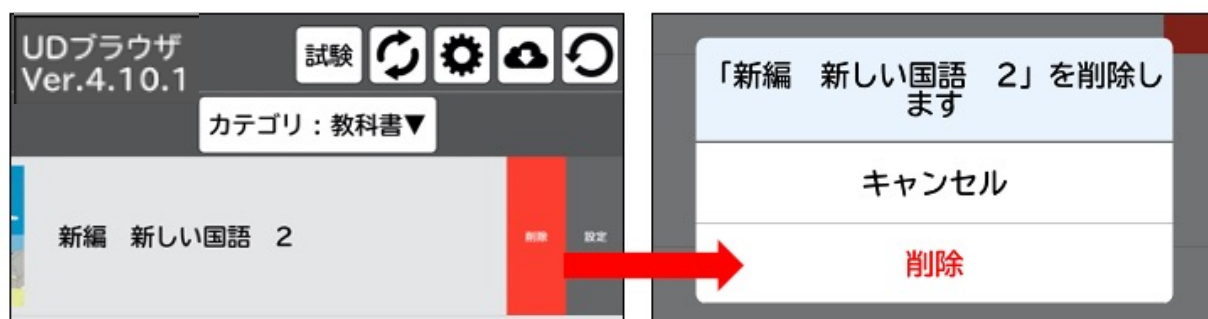 UDブラウザ
Ver.4.10.1
試験
カテゴリ：教科書▼
新編　新しい国語　2
削除
設定
「新編　新しい国語　2」を削除し
ます
キャンセル
削除